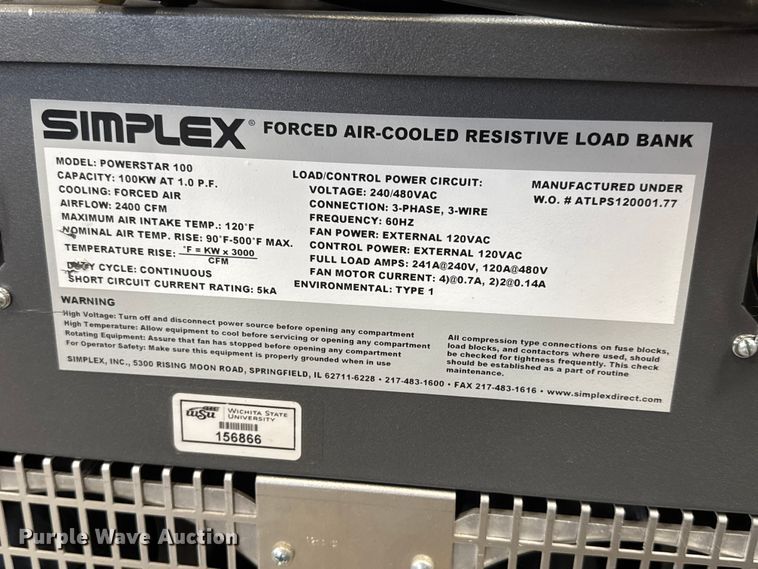 SIMPLEX® FORCED AIR-COOLED RESISTIVE LOAD BANK
MODEL: POWERSTAR 100
CAPACITY: 100KW AT 1.0 P.F.
COOLING: FORCED AIR
AIRFLOW: 2400 CFM
MAXIMUM AIR INTAKE TEMP.: 120°F
NOMINAL AIR TEMP. RISE: 90°F-500°F MAX.
TEMPERATURE RISE: °F = KW x 3000
CFM
DUTY CYCLE: CONTINUOUS
SHORT CIRCUIT CURRENT RATING: 5kA
LOAD/CONTROL POWER CIRCUIT:
VOLTAGE: 240/480VAC
CONNECTION: 3-PHASE, 3-WIRE
FREQUENCY: 60HZ
FAN POWER: EXTERNAL 120VAC
CONTROL POWER: EXTERNAL 120VAC
FULL LOAD AMPS: 241A@240V, 120A@480V
FAN MOTOR CURRENT: 4)@0.7A, 2)2@0.14A
ENVIRONMENTAL: TYPE 1
MANUFACTURED UNDER
W.O. # ATLPS120001.77
WARNING
High Voltage: Turn off and disconnect power source before opening any compartment
High Temperature: Allow equipment to cool before servicing or opening any compartment
Rotating Equipment: Assure that fan has stopped before opening any compartment
For Operator Safety: Make sure this equipment is properly grounded when in use
All compression type connections on fuse blocks,
load blocks, and contactors where used, should
be checked for tightness frequently. This check
should be established as a part of routine
maintenance.
SIMPLEX, INC., 5300 RISING MOON ROAD, SPRINGFIELD, IL 62711-6228 • 217-483-1600 • FAX 217-483-1616 • www.simplexdirect.com
WSU
WICHITA STATE
UNIVERSITY
156866
Purple Wave Auction